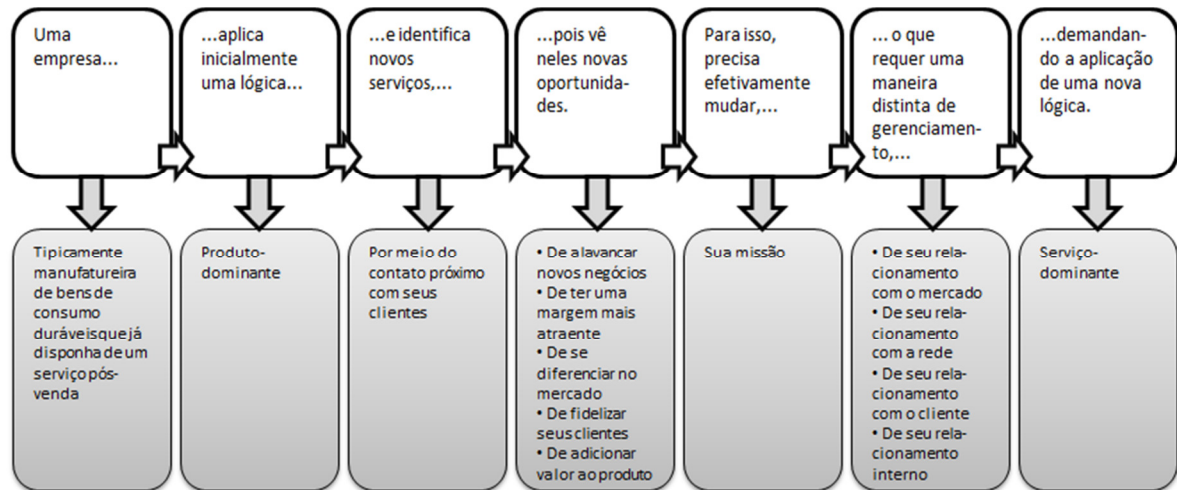 Uma
empresa...
...aplica
inicialmente
uma lógica...
...e identifica
novos
serviços,...
...pois vê
neles novas
oportunida-
des.
Para isso,
precisa
efetivamente
mudar,...
... o que
requer uma
maneira
distinta de
gerenciamen-
to,...
...demandan-
do a aplicação
de uma nova
lógica.
Tipicamente
manufatureira
de bens de
consumo
duráveis que já
disponha de um
serviço pós-
venda
Produto-
dominante
Por meio do
contato próximo
com seus
clientes
• De alavancar
novos negócios
• De ter uma
margem mais
atraente
• De se
diferenciar no
mercado
• De fidelizar
seus clientes
• De adicionar
valor ao produto
Sua missão
• De seu rela-
cionamento
com o mercado
• De seu rela-
cionamento
com a rede
• De seu rela-
cionamento
com o cliente
• De seu rela-
cionamento
interno
Serviço-
dominante